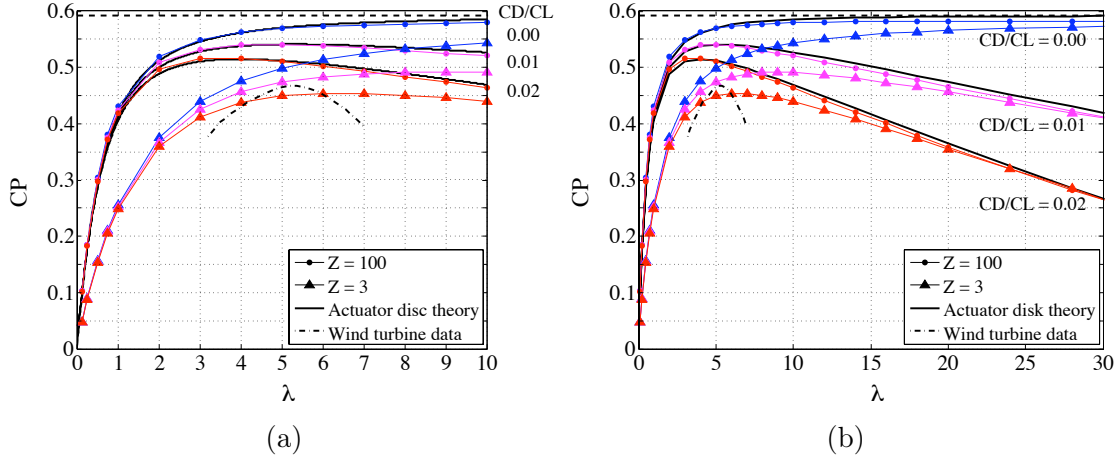 CP
0.6
0.5
0.4
0.3
0.2
0.1
0
CD/CL
0.00
0.01
0.02
Z = 100
Z = 3
Actuator disc theory
Wind turbine data
0 1 2 3 4 5 6 7 8 9 10
λ
(a)
CP
0.6
0.5
0.4
0.3
0.2
0.1
0
CD/CL = 0.00
CD/CL = 0.01
CD/CL = 0.02
Z = 100
Z = 3
Actuator disk theory
Wind turbine data
0 5 10 15 20 25 30
λ
(b)